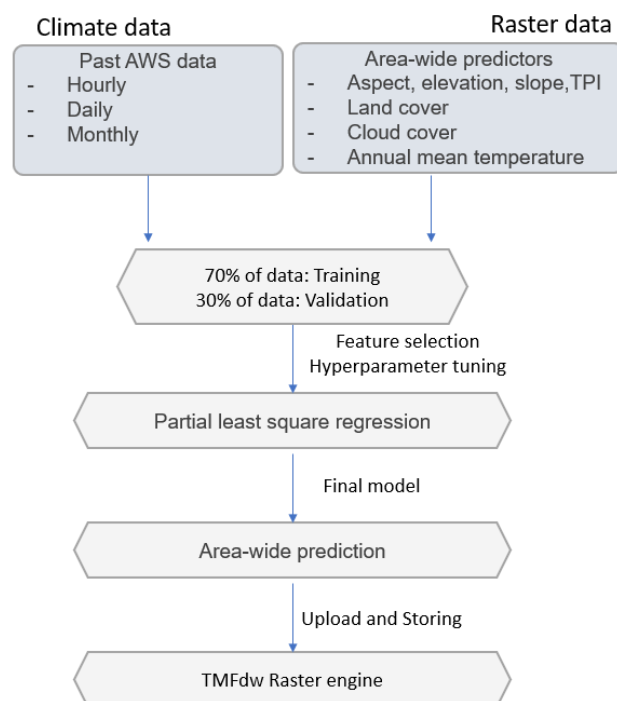 Climate data
Raster data
Past AWS data
- Hourly
- Daily
- Monthly
Area-wide predictors
- Aspect, elevation, slope,TPI
- Land cover
- Cloud cover
- Annual mean temperature
70% of data: Training
30% of data: Validation
Feature selection
Hyperparameter tuning
Partial least square regression
Final model
Area-wide prediction
Upload and Storing
TMFdw Raster engine